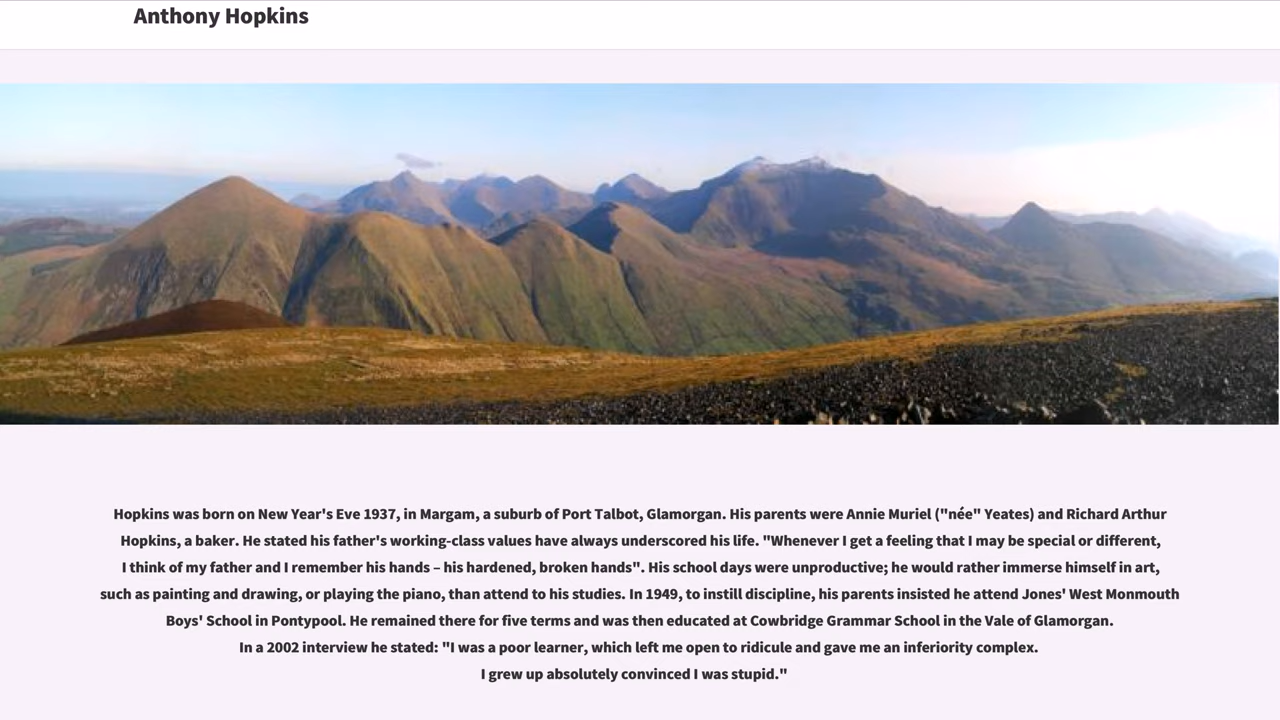 Anthony Hopkins
Hopkins was born on New Year's Eve 1937, in Margam, a suburb of Port Talbot, Glamorgan. His parents were Annie Muriel ("née" Yeates) and Richard Arthur
Hopkins, a baker. He stated his father's working-class values have always underscored his life. "Whenever I get a feeling that I may be special or different,
I think of my father and I remember his hands – his hardened, broken hands". His school days were unproductive; he would rather immerse himself in art,
such as painting and drawing, or playing the piano, than attend to his studies. In 1949, to instill discipline, his parents insisted he attend Jones' West Monmouth
Boys' School in Pontypool. He remained there for five terms and was then educated at Cowbridge Grammar School in the Vale of Glamorgan.
In a 2002 interview he stated: "I was a poor learner, which left me open to ridicule and gave me an inferiority complex.
I grew up absolutely convinced I was stupid."